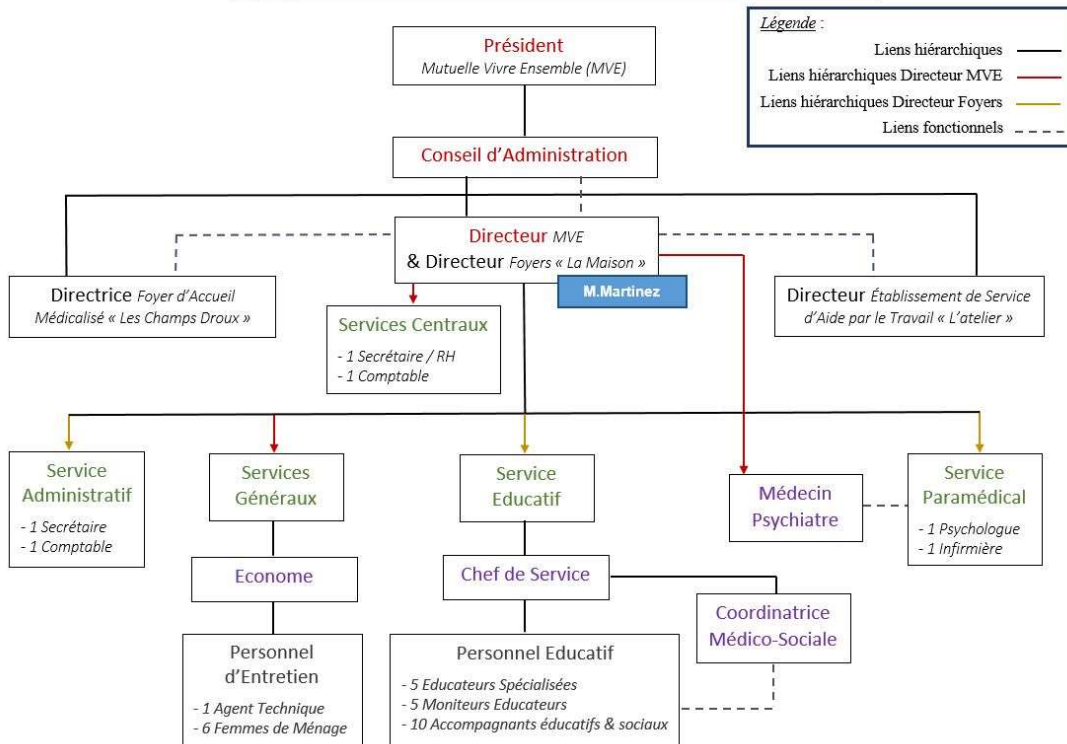 Légende :
Liens hiérarchiques
Liens hiérarchiques Directeur MVE
Liens hiérarchiques Directeur Foyers
Liens fonctionnels
Président
Mutuelle Vivre Ensemble (MVE)
Conseil d'Administration
Directeur MVE
& Directeur Foyers « La Maison »
M.Martinez
Directrice Foyer d'Accueil
Médicalisé « Les Champs Droux »
Directeur Établissement de Service
d'Aide par le Travail « L'atelier »
Services Centraux
- 1 Secrétaire / RH
- 1 Comptable
Service
Administratif
- 1 Secrétaire
- 1 Comptable
Services
Généraux
Service
Educatif
Médecin
Psychiatre
Service
Paramédical
- 1 Psychologue
- 1 Infirmière
Econome
Chef de Service
Coordinatrice
Médico-Sociale
Personnel
d'Entretien
- 1 Agent Technique
- 6 Femmes de Ménage
Personnel Educatif
- 5 Educateurs Spécialisées
- 5 Moniteurs Educateurs
- 10 Accompagnants éducatifs & sociaux